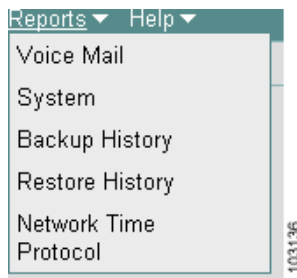 Reports ▼ Help ▼
Voice Mail
System
Backup History
Restore History
Network Time
Protocol
103136